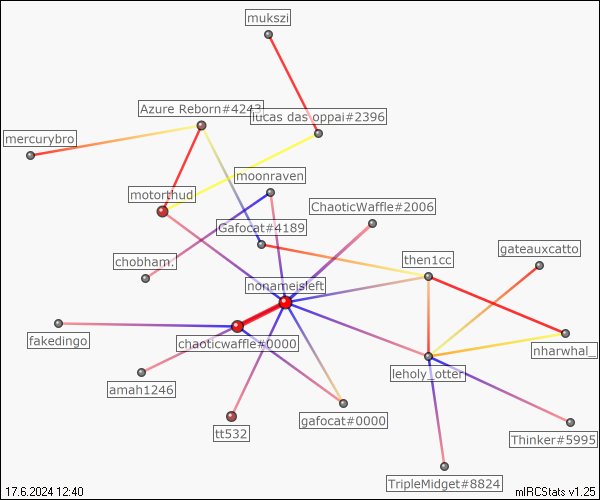 mukszi
Azure Reborn#4243
lucas das oppai#2396
mercurybro
moonraven
motorthud
ChaoticWaffle#2006
Gafocat#4189
gateauxcatto
then1cc
chobham.
nonameisleft
fakedingo
chaoticwaffle#0000
nharwhal_
leholy_otter
amah1246
gafocat#0000
tt532
Thinker#5995
TripleMidget#8824
17.6.2024 12:40
mIRCStats v1.25